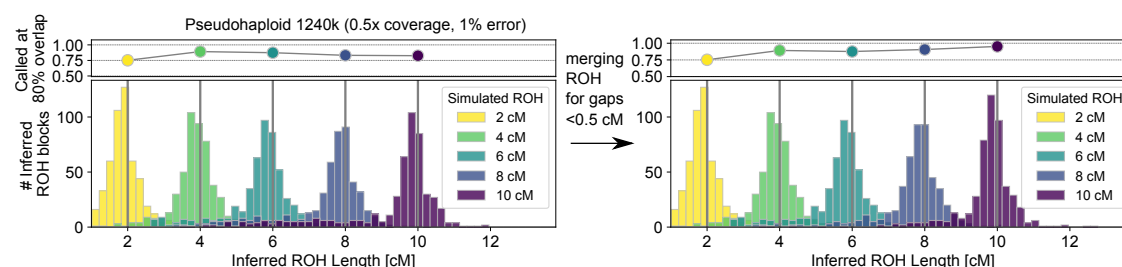 Pseudohaploid 1240k (0.5x coverage, 1% error)
Called at
80% overlap
1.00
0.75
0.50
# Inferred
ROH blocks
100
50
0
Simulated ROH
2 cM
4 cM
6 cM
8 cM
10 cM
2 4 6 8 10 12
Inferred ROH Length [cM]
merging
ROH
for gaps
<0.5 cM
1.00
0.75
0.50
100
50
0
Simulated ROH
2 cM
4 cM
6 cM
8 cM
10 cM
2 4 6 8 10 12
Inferred ROH Length [cM]